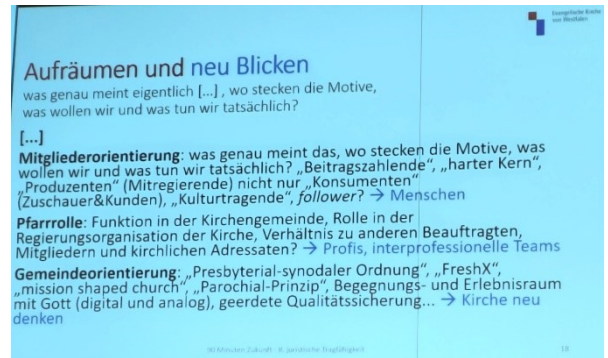 Evangelische Kirche
von Westfalen
Aufräumen und neu Blicken
was genau meint eigentlich [...] , wo stecken die Motive,
was wollen wir und was tun wir tatsächlich?
[...]
Mitgliederorientierung: was genau meint das, wo stecken die Motive, was
wollen wir und was tun wir tatsächlich? „Beitragszahlende“, „harter Kern“,
„Produzenten“ (Mitregierende) nicht nur „Konsumenten“
(Zuschauer&Kunden), „Kulturtragende“, follower? → Menschen
Pfarrrolle: Funktion in der Kirchengemeinde, Rolle in der
Regierungsorganisation der Kirche, Verhältnis zu anderen Beauftragten,
Mitgliedern und kirchlichen Adressaten? → Profis, interprofessionelle Teams
Gemeindeorientierung: „Presbyterial-synodaler Ordnung“, „FreshX“,
„mission shaped church“, „Parochial-Prinzip“, Begegnungs- und Erlebnisraum
mit Gott (digital und analog), geerdete Qualitätssicherung... → Kirche neu
denken
90 Minuten Zukunft - 8. Juristische Tragfähigkeit
18